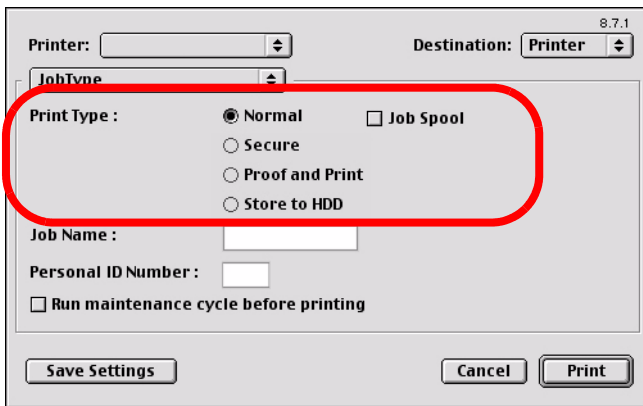 8.7.1
Printer: Destination: Printer
JobType
Print Type : Normal Job Spool
Secure
Proof and Print
Store to HDD
Job Name :
Personal ID Number :
Run maintenance cycle before printing
Save Settings Cancel Print